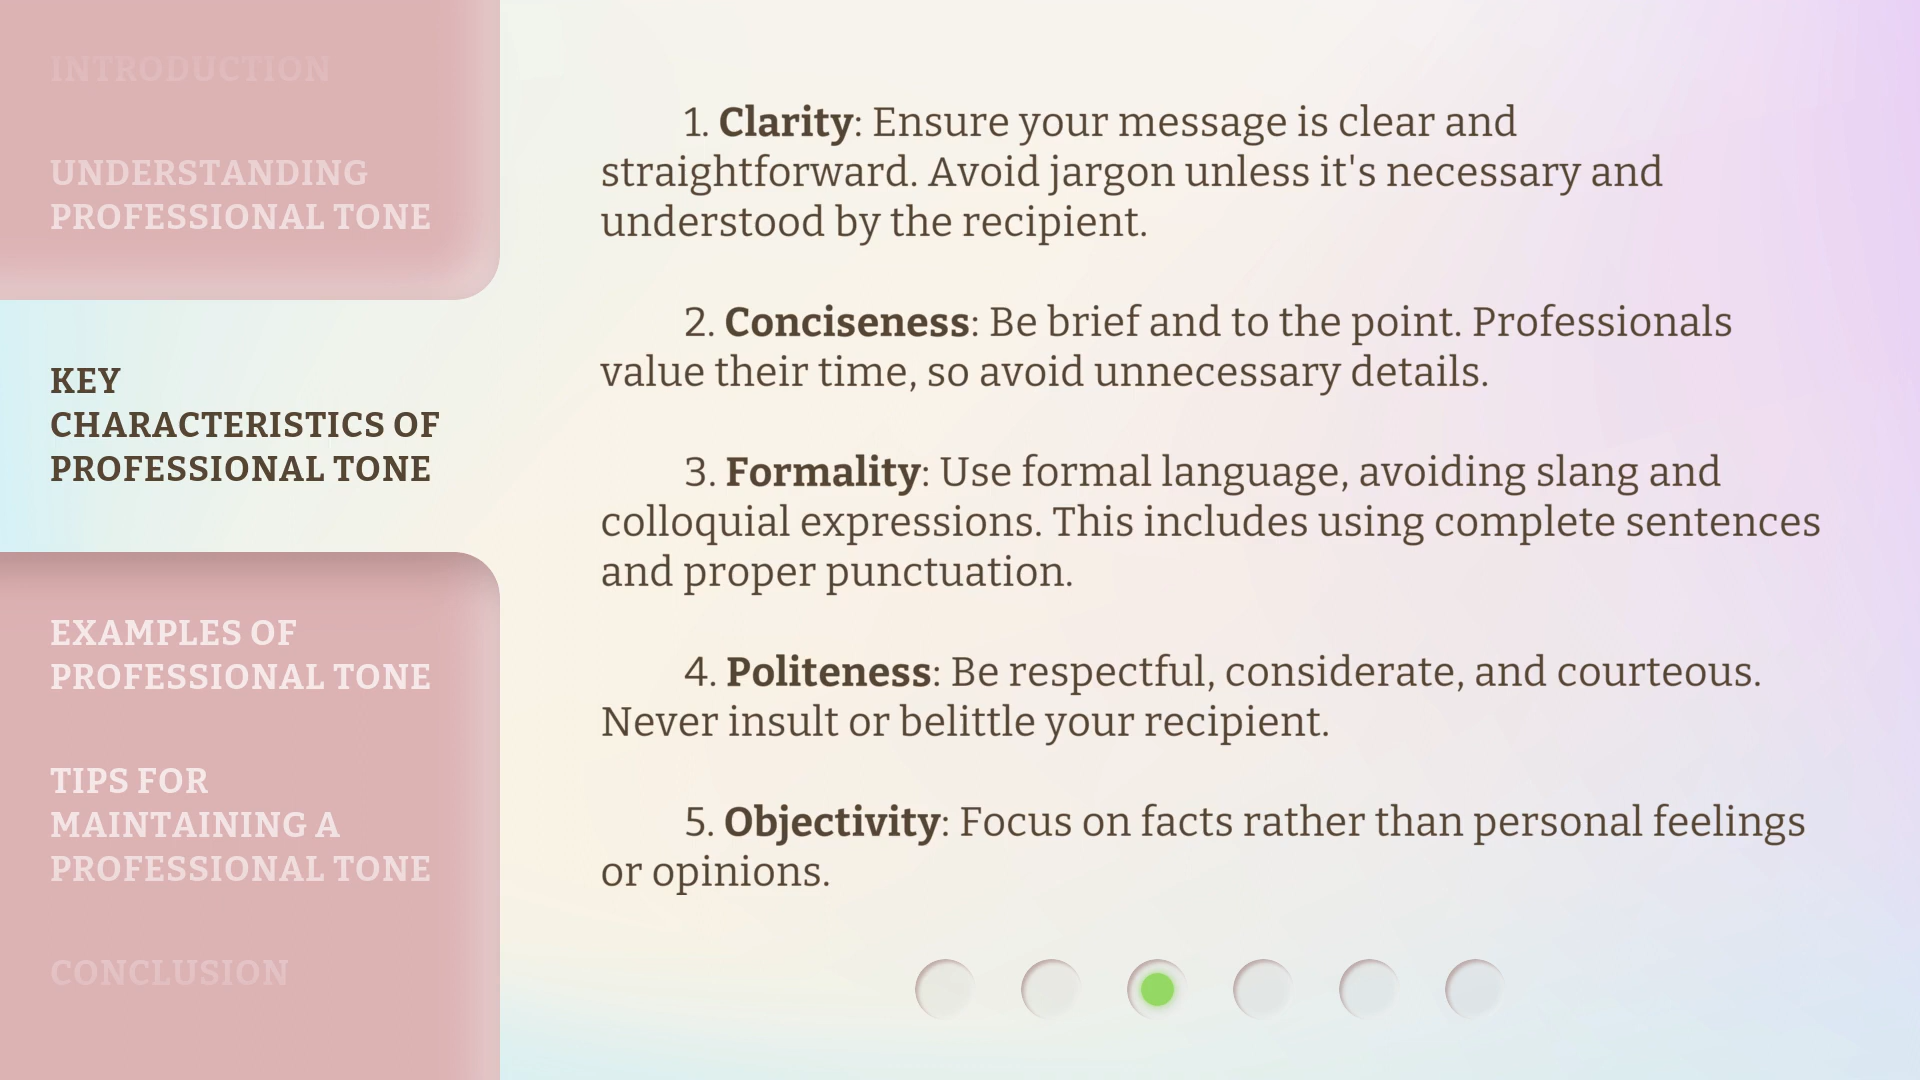 INTRODUCTION
UNDERSTANDING
PROFESSIONAL TONE
KEY
CHARACTERISTICS OF
PROFESSIONAL TONE
EXAMPLES OF
PROFESSIONAL TONE
TIPS FOR
MAINTAINING A
PROFESSIONAL TONE
CONCLUSION
1. Clarity: Ensure your message is clear and
straightforward. Avoid jargon unless it's necessary and
understood by the recipient.
2. Conciseness: Be brief and to the point. Professionals
value their time, so avoid unnecessary details.
3. Formality: Use formal language, avoiding slang and
colloquial expressions. This includes using complete sentences
and proper punctuation.
4. Politeness: Be respectful, considerate, and courteous.
Never insult or belittle your recipient.
5. Objectivity: Focus on facts rather than personal feelings
or opinions.